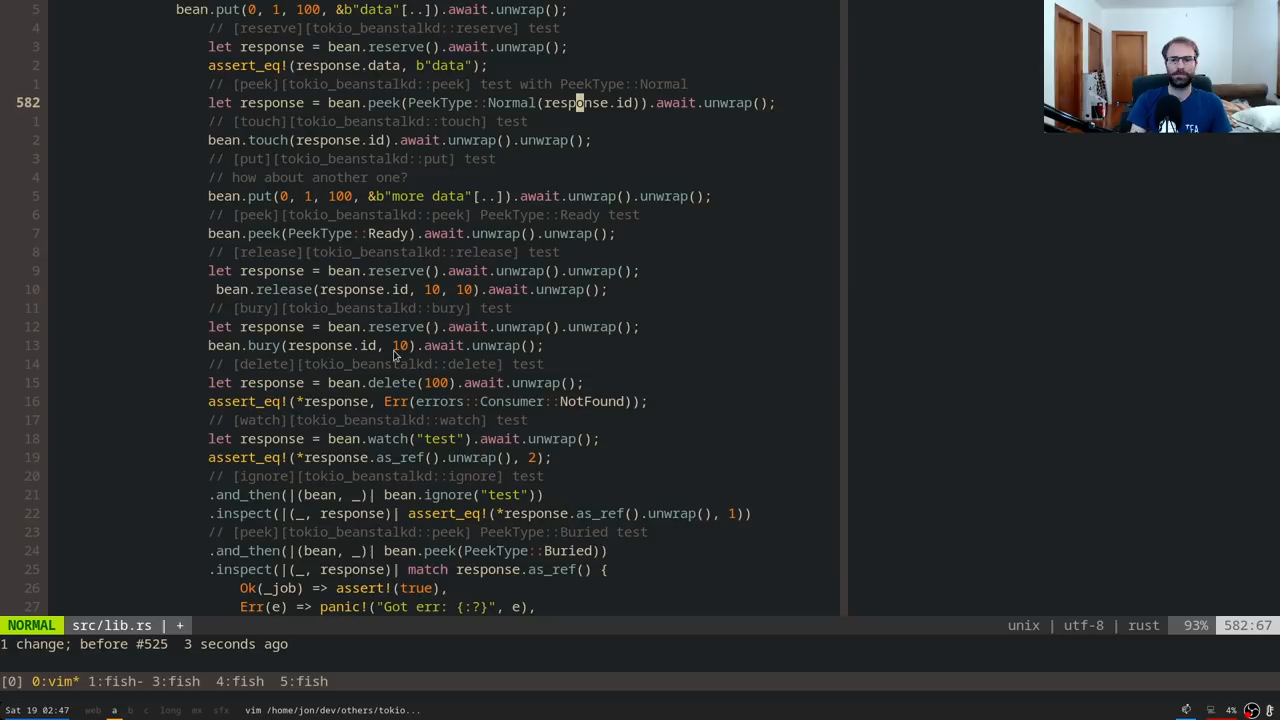 5 bean.put(0, 1, 100, &b"data"[..]).await.unwrap();
4 // [reserve][tokio_beanstalkd::reserve] test
3 let response = bean.reserve().await.unwrap();
2 assert_eq!(response.data, b"data");
1 // [peek][tokio_beanstalkd::peek] test with PeekType::Normal
582 let response = bean.peek(PeekType::Normal(response.id)).await.unwrap();
1 // [touch][tokio_beanstalkd::touch] test
2 bean.touch(response.id).await.unwrap().unwrap();
3 // [put][tokio_beanstalkd::put] test
4 // how about another one?
5 bean.put(0, 1, 100, &b"more data"[..]).await.unwrap().unwrap();
6 // [peek][tokio_beanstalkd::peek] PeekType::Ready test
7 bean.peek(PeekType::Ready).await.unwrap().unwrap();
8 // [release][tokio_beanstalkd::release] test
9 let response = bean.reserve().await.unwrap().unwrap();
10 bean.release(response.id, 10, 10).await.unwrap();
11 // [bury][tokio_beanstalkd::bury] test
12 let response = bean.reserve().await.unwrap().unwrap();
13 bean.bury(response.id, 10).await.unwrap();
14 // [delete][tokio_beanstalkd::delete] test
15 let response = bean.delete(100).await.unwrap();
16 assert_eq!(*response, Err(errors::Consumer::NotFound));
17 // [watch][tokio_beanstalkd::watch] test
18 let response = bean.watch("test").await.unwrap();
19 assert_eq!(*response.as_ref().unwrap(), 2);
20 // [ignore][tokio_beanstalkd::ignore] test
21 .and_then(|(bean, _)| bean.ignore("test"))
22 .inspect(|(_, response)| assert_eq!(*response.as_ref().unwrap(), 1))
23 // [peek][tokio_beanstalkd::peek] PeekType::Buried test
24 .and_then(|(bean, _)| bean.peek(PeekType::Buried))
25 .inspect(|(_, response)| match response.as_ref() {
26 Ok(_job) => assert!(true),
27 Err(e) => panic!("Got err: {:?}", e),
NORMAL src/lib.rs | + unix | utf-8 | rust 93% 582:67
1 change; before #525 3 seconds ago
[0] 0:vim* 1:fish- 3:fish 4:fish 5:fish
Sat 19 02:47 web a b c long mx sfx vim /home/jon/dev/others/tokio... 4%